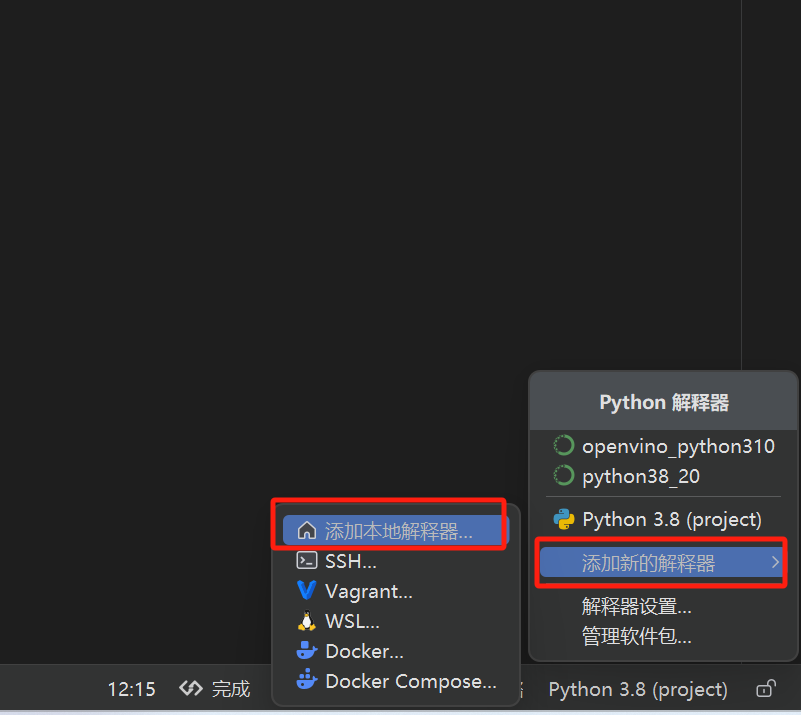 Python 解释器
openvino_python310
python38_20
Python 3.8 (project)
添加新的解释器
解释器设置...
管理软件包...
添加本地解释器...
SSH...
Vagrant...
WSL...
Docker...
Docker Compose...
12:15 完成 Python 3.8 (project)